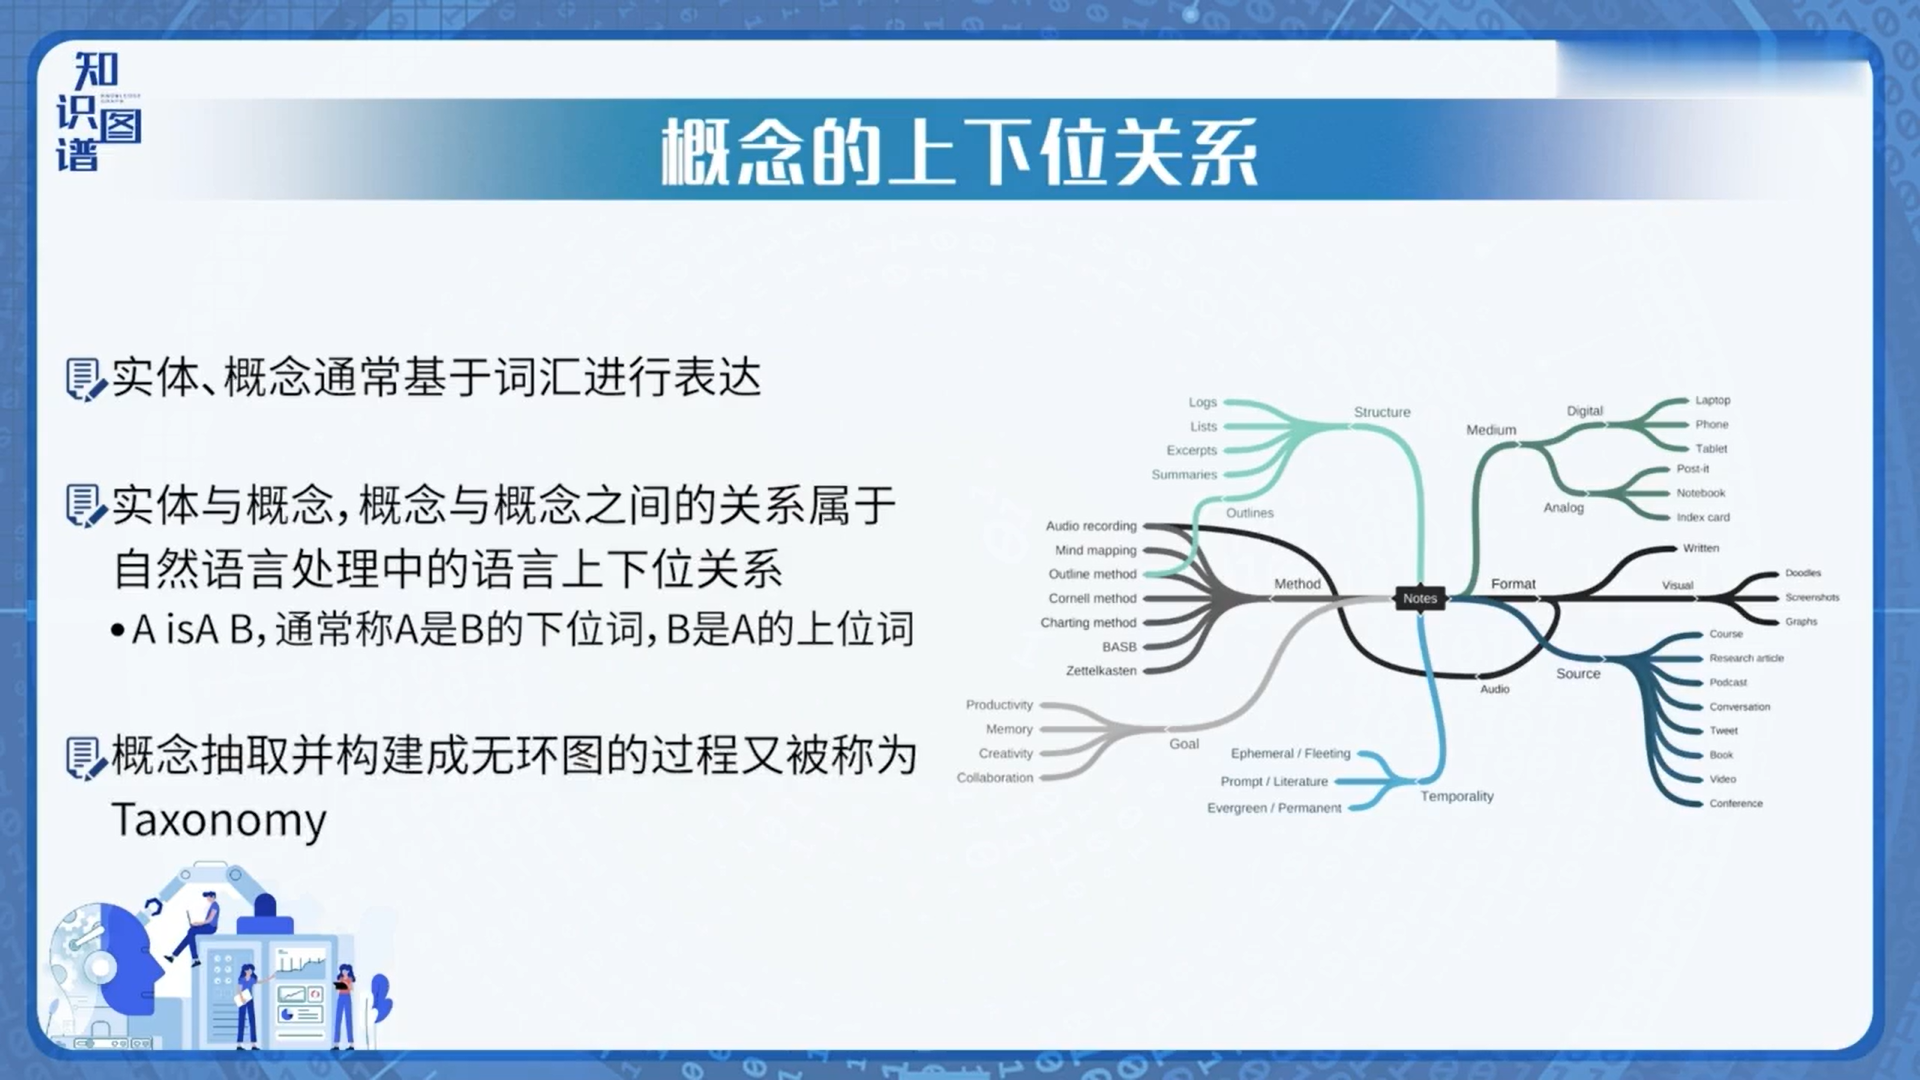 知识图谱
KNOWLEDGE GRAPH
概念的上下位关系
实体、概念通常基于词汇进行表达
实体与概念，概念与概念之间的关系属于
自然语言处理中的语言上下位关系
•A isA B，通常称A是B的下位词，B是A的上位词
概念抽取并构建成无环图的过程又被称为
Taxonomy
Logs
Lists
Excerpts
Summaries
Structure
Outlines
Audio recording
Mind mapping
Outline method
Cornell method
Charting method
BASB
Zettelkasten
Method
Productivity
Memory
Creativity
Collaboration
Goal
Ephemeral / Fleeting
Prompt / Literature
Evergreen / Permanent
Temporality
Notes
Medium
Digital
Laptop
Phone
Tablet
Analog
Post-it
Notebook
Index card
Format
Written
Visual
Doodles
Screenshots
Graphs
Audio
Source
Course
Research article
Podcast
Conversation
Tweet
Book
Video
Conference